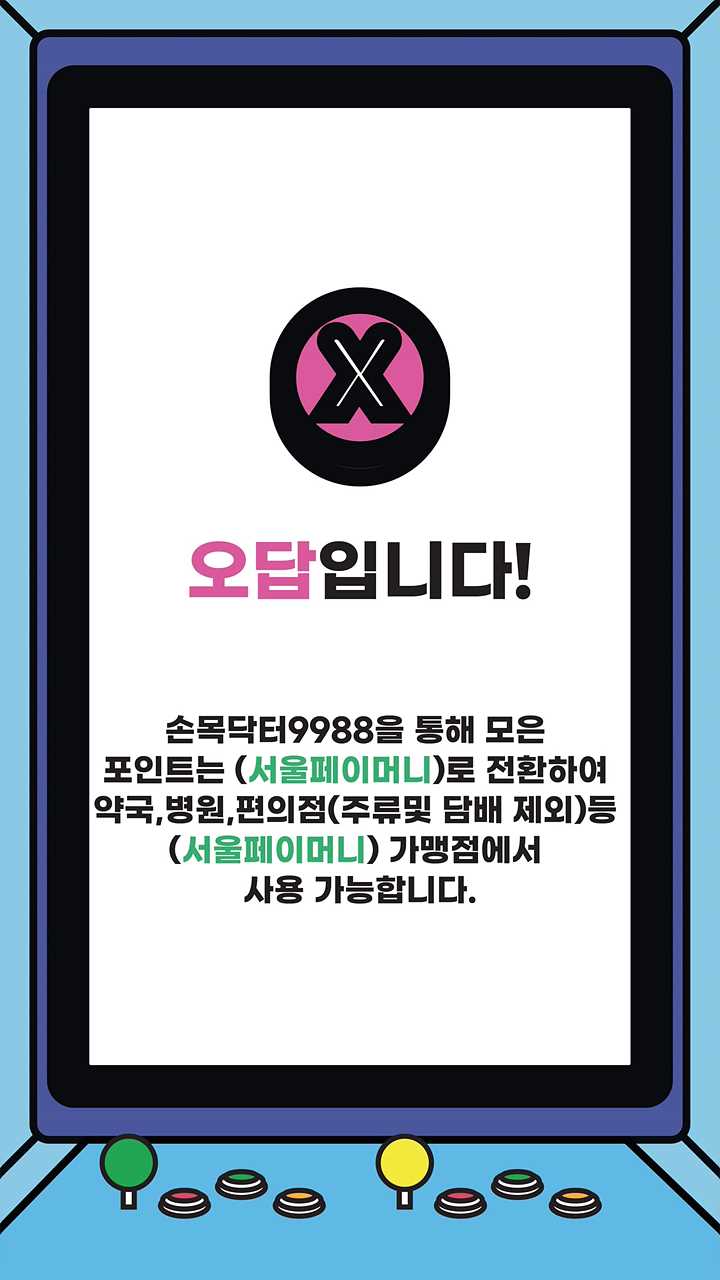 X
오답입니다!
손목닥터9988을 통해 모은
포인트는 (서울페이머니)로 전환하여
약국,병원,편의점(주류및 담배 제외)등
(서울페이머니) 가맹점에서
사용 가능합니다.